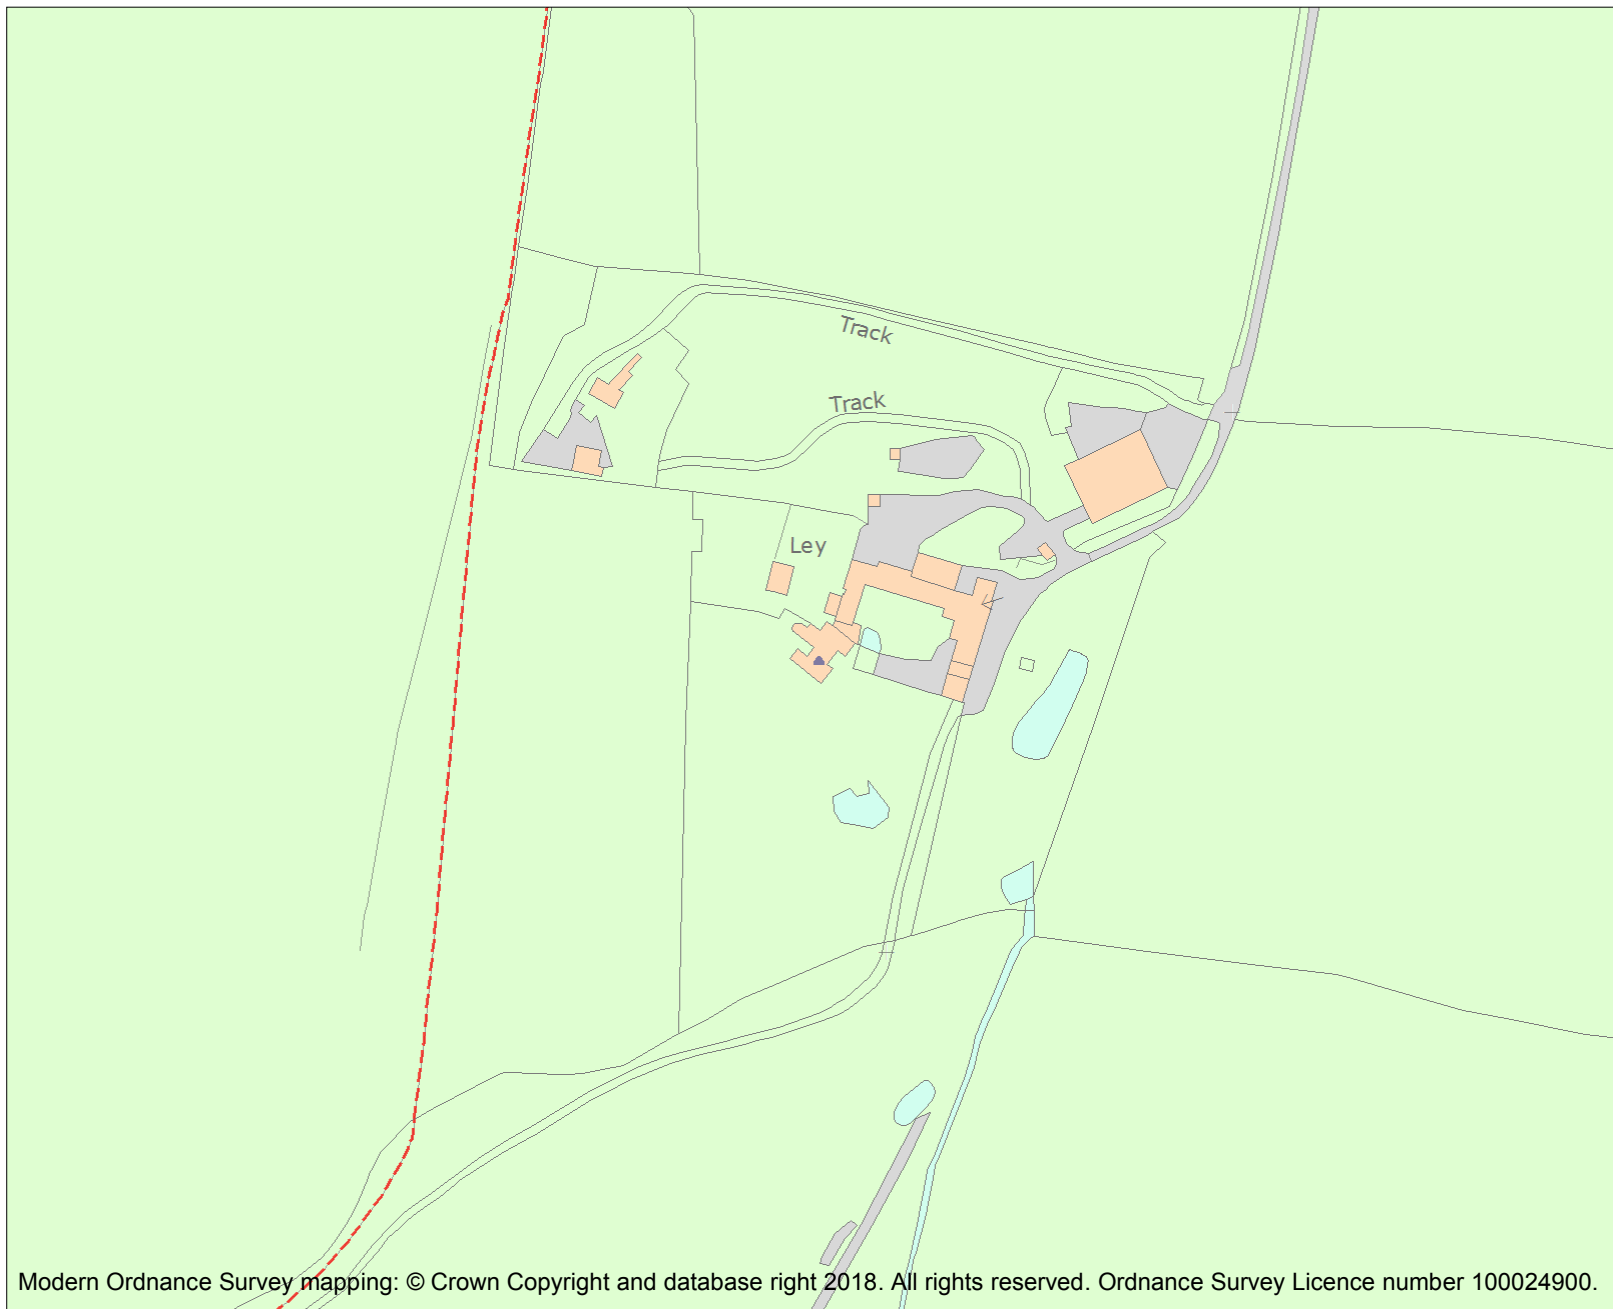 Track
Track
Ley
Modern Ordnance Survey mapping: © Crown Copyright and database right 2018. All rights reserved. Ordnance Survey Licence number 100024900.